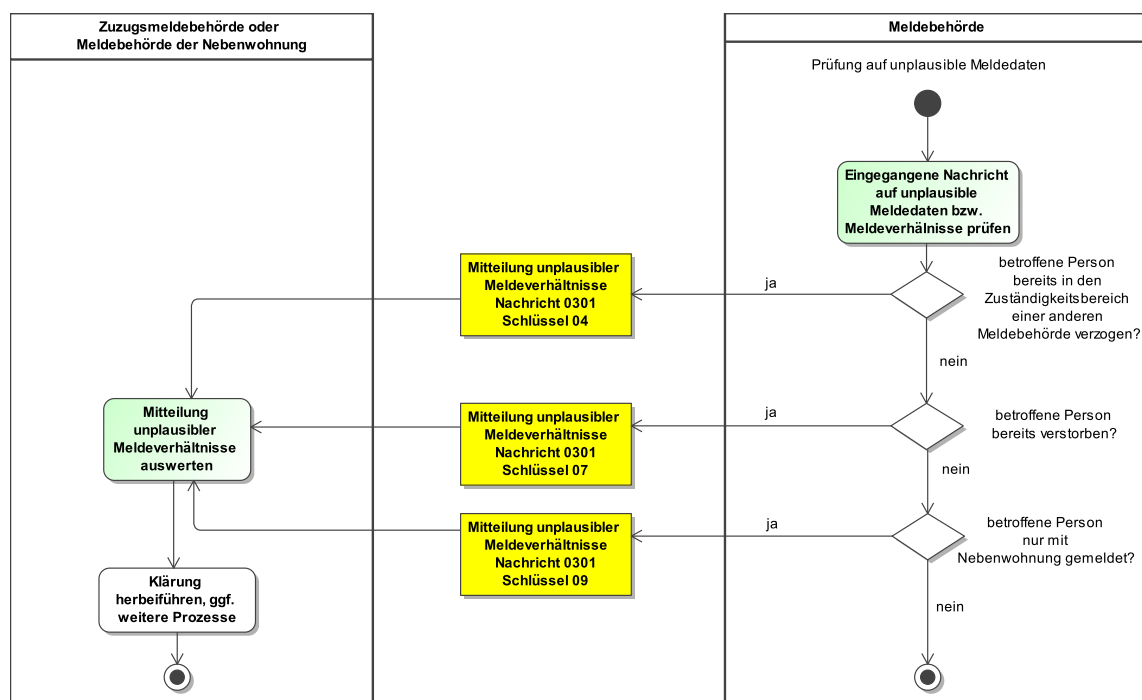 Zuzugsmeldebehörde oder
Meldebehörde der Nebenwohnung
Meldebehörde
Prüfung auf unplausible Meldedaten
Eingegangene Nachricht
auf unplausible
Meldedaten bzw.
Meldeverhälnisse prüfen
betroffene Person
bereits in den
Zuständigkeitsbereich
einer anderen
Meldebehörde verzogen?
ja
Mitteilung unplausibler
Meldeverhältnisse
Nachricht 0301
Schlüssel 04
nein
betroffene Person
bereits verstorben?
ja
Mitteilung unplausibler
Meldeverhältnisse
Nachricht 0301
Schlüssel 07
Mitteilung
unplausibler
Meldeverhältnisse
auswerten
nein
betroffene Person
nur mit
Nebenwohnung gemeldet?
ja
Mitteilung unplausibler
Meldeverhältnisse
Nachricht 0301
Schlüssel 09
nein
Klärung
herbeiführen, ggf.
weitere Prozesse